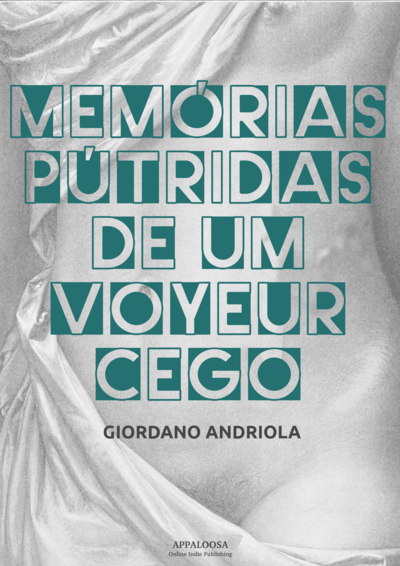 MEMÓRIAS
PÚTRIDAS
DE UM
VOYEUR
CEGO
GIORDANO ANDRIOLA
APPALOOSA
Online Indie Publishing